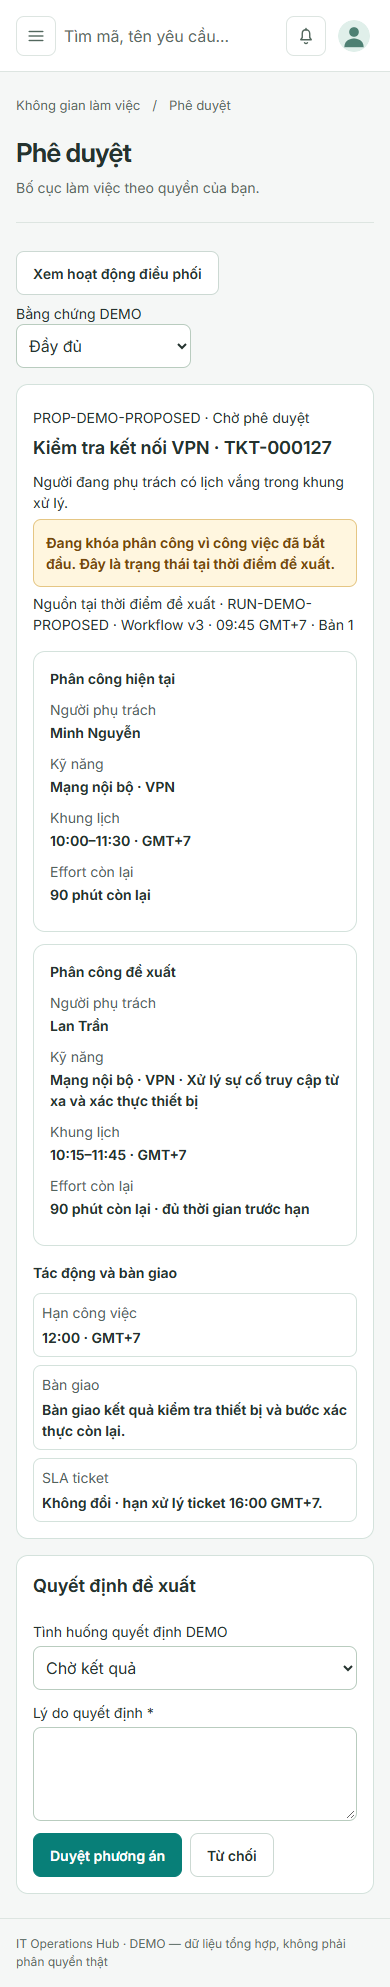 Tìm mã, tên yêu cầu...
Không gian làm việc / Phê duyệt
Phê duyệt
Bố cục làm việc theo quyền của bạn.
Xem hoạt động điều phối
Bằng chứng DEMO
Đầy đủ
PROP-DEMO-PROPOSED · Chờ phê duyệt
Kiểm tra kết nối VPN · TKT-000127
Người đang phụ trách có lịch vắng trong khung
xử lý.
Đang khóa phân công vì công việc đã bắt
đầu. Đây là trạng thái tại thời điểm đề xuất.
Nguồn tại thời điểm đề xuất · RUN-DEMO-
PROPOSED · Workflow v3 · 09:45 GMT+7 · Bản 1
Phân công hiện tại
Người phụ trách
Minh Nguyễn
Kỹ năng
Mạng nội bộ · VPN
Khung lịch
10:00–11:30 · GMT+7
Effort còn lại
90 phút còn lại
Phân công đề xuất
Người phụ trách
Lan Trần
Kỹ năng
Mạng nội bộ · VPN · Xử lý sự cố truy cập từ
xa và xác thực thiết bị
Khung lịch
10:15–11:45 · GMT+7
Effort còn lại
90 phút còn lại · đủ thời gian trước hạn
Tác động và bàn giao
Hạn công việc
12:00 · GMT+7
Bàn giao
Bàn giao kết quả kiểm tra thiết bị và bước xác
thực còn lại.
SLA ticket
Không đổi · hạn xử lý ticket 16:00 GMT+7.
Quyết định đề xuất
Tình huống quyết định DEMO
Chờ kết quả
Lý do quyết định *
Duyệt phương án
Từ chối
IT Operations Hub · DEMO — dữ liệu tổng hợp, không phải
phân quyền thật